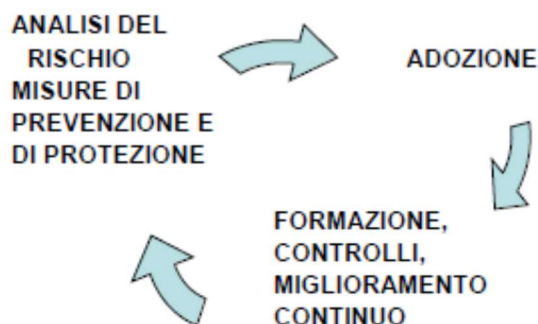 ANALISI DEL
RISCHIO
MISURE DI
PREVENZIONE E
DI PROTEZIONE
ADOZIONE
FORMAZIONE,
CONTROLLI,
MIGLIORAMENTO
CONTINUO